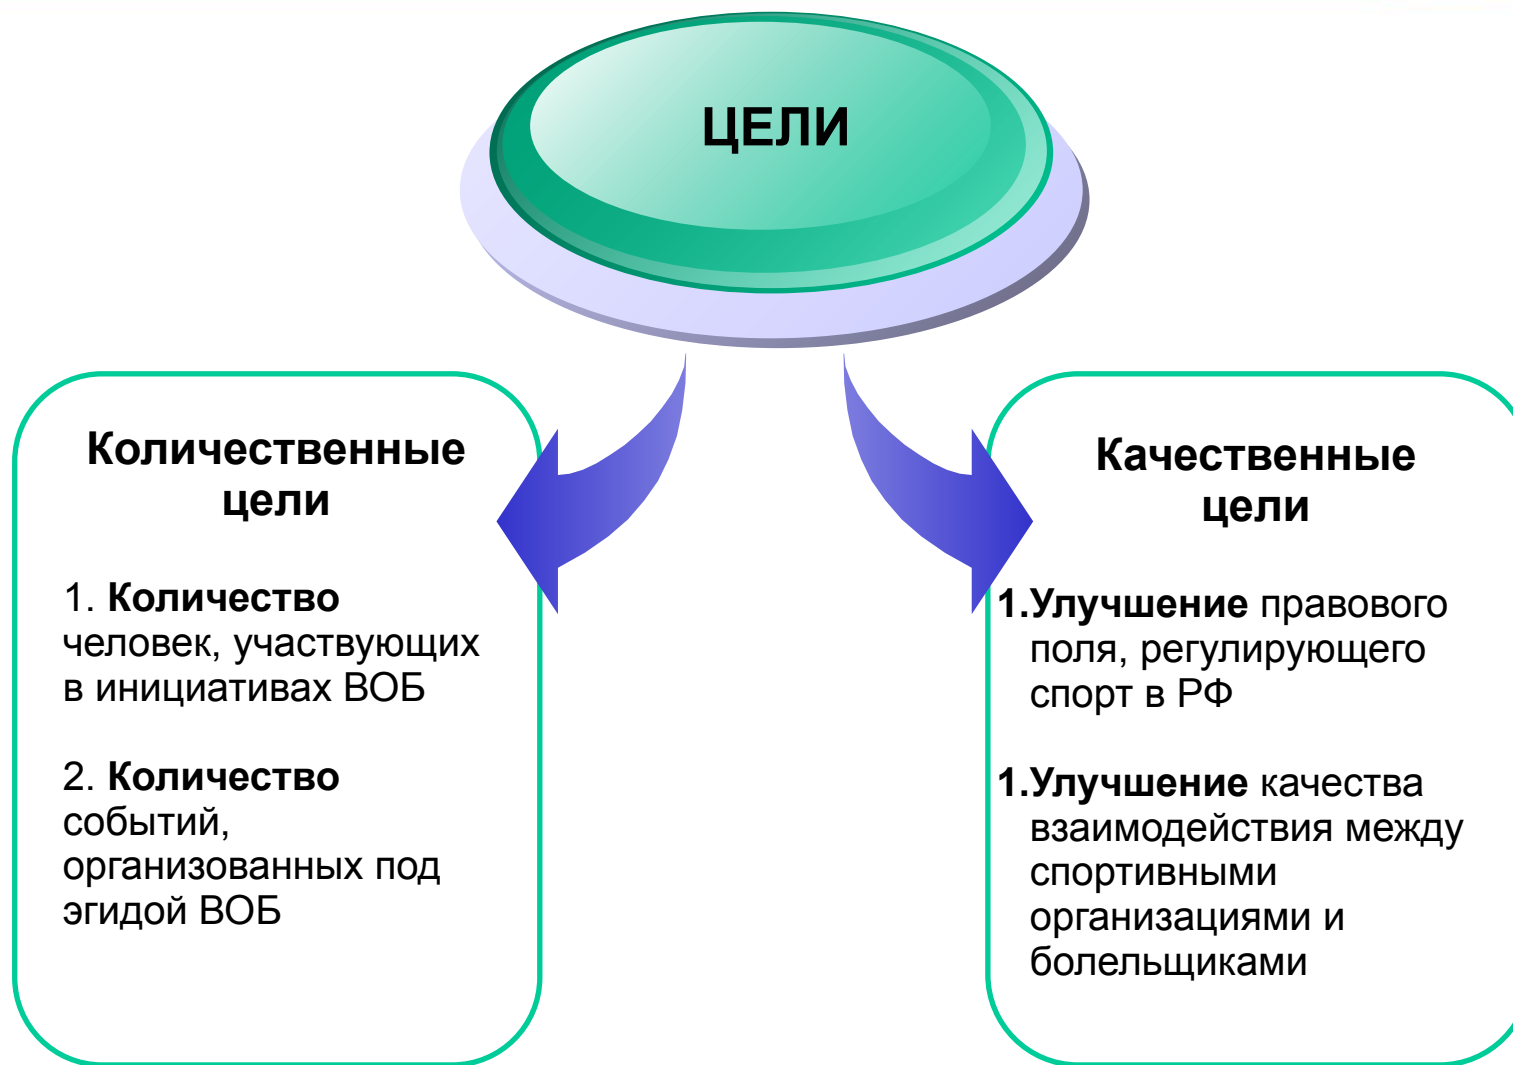 ЦЕЛИ
Количественные
цели
1. Количество
человек, участвующих
в инициативах ВОБ
2. Количество
событий,
организованных под
эгидой ВОБ
Качественные
цели
1.Улучшение правового
поля, регулирующего
спорт в РФ
1.Улучшение качества
взаимодействия между
спортивными
организациями и
болельщиками